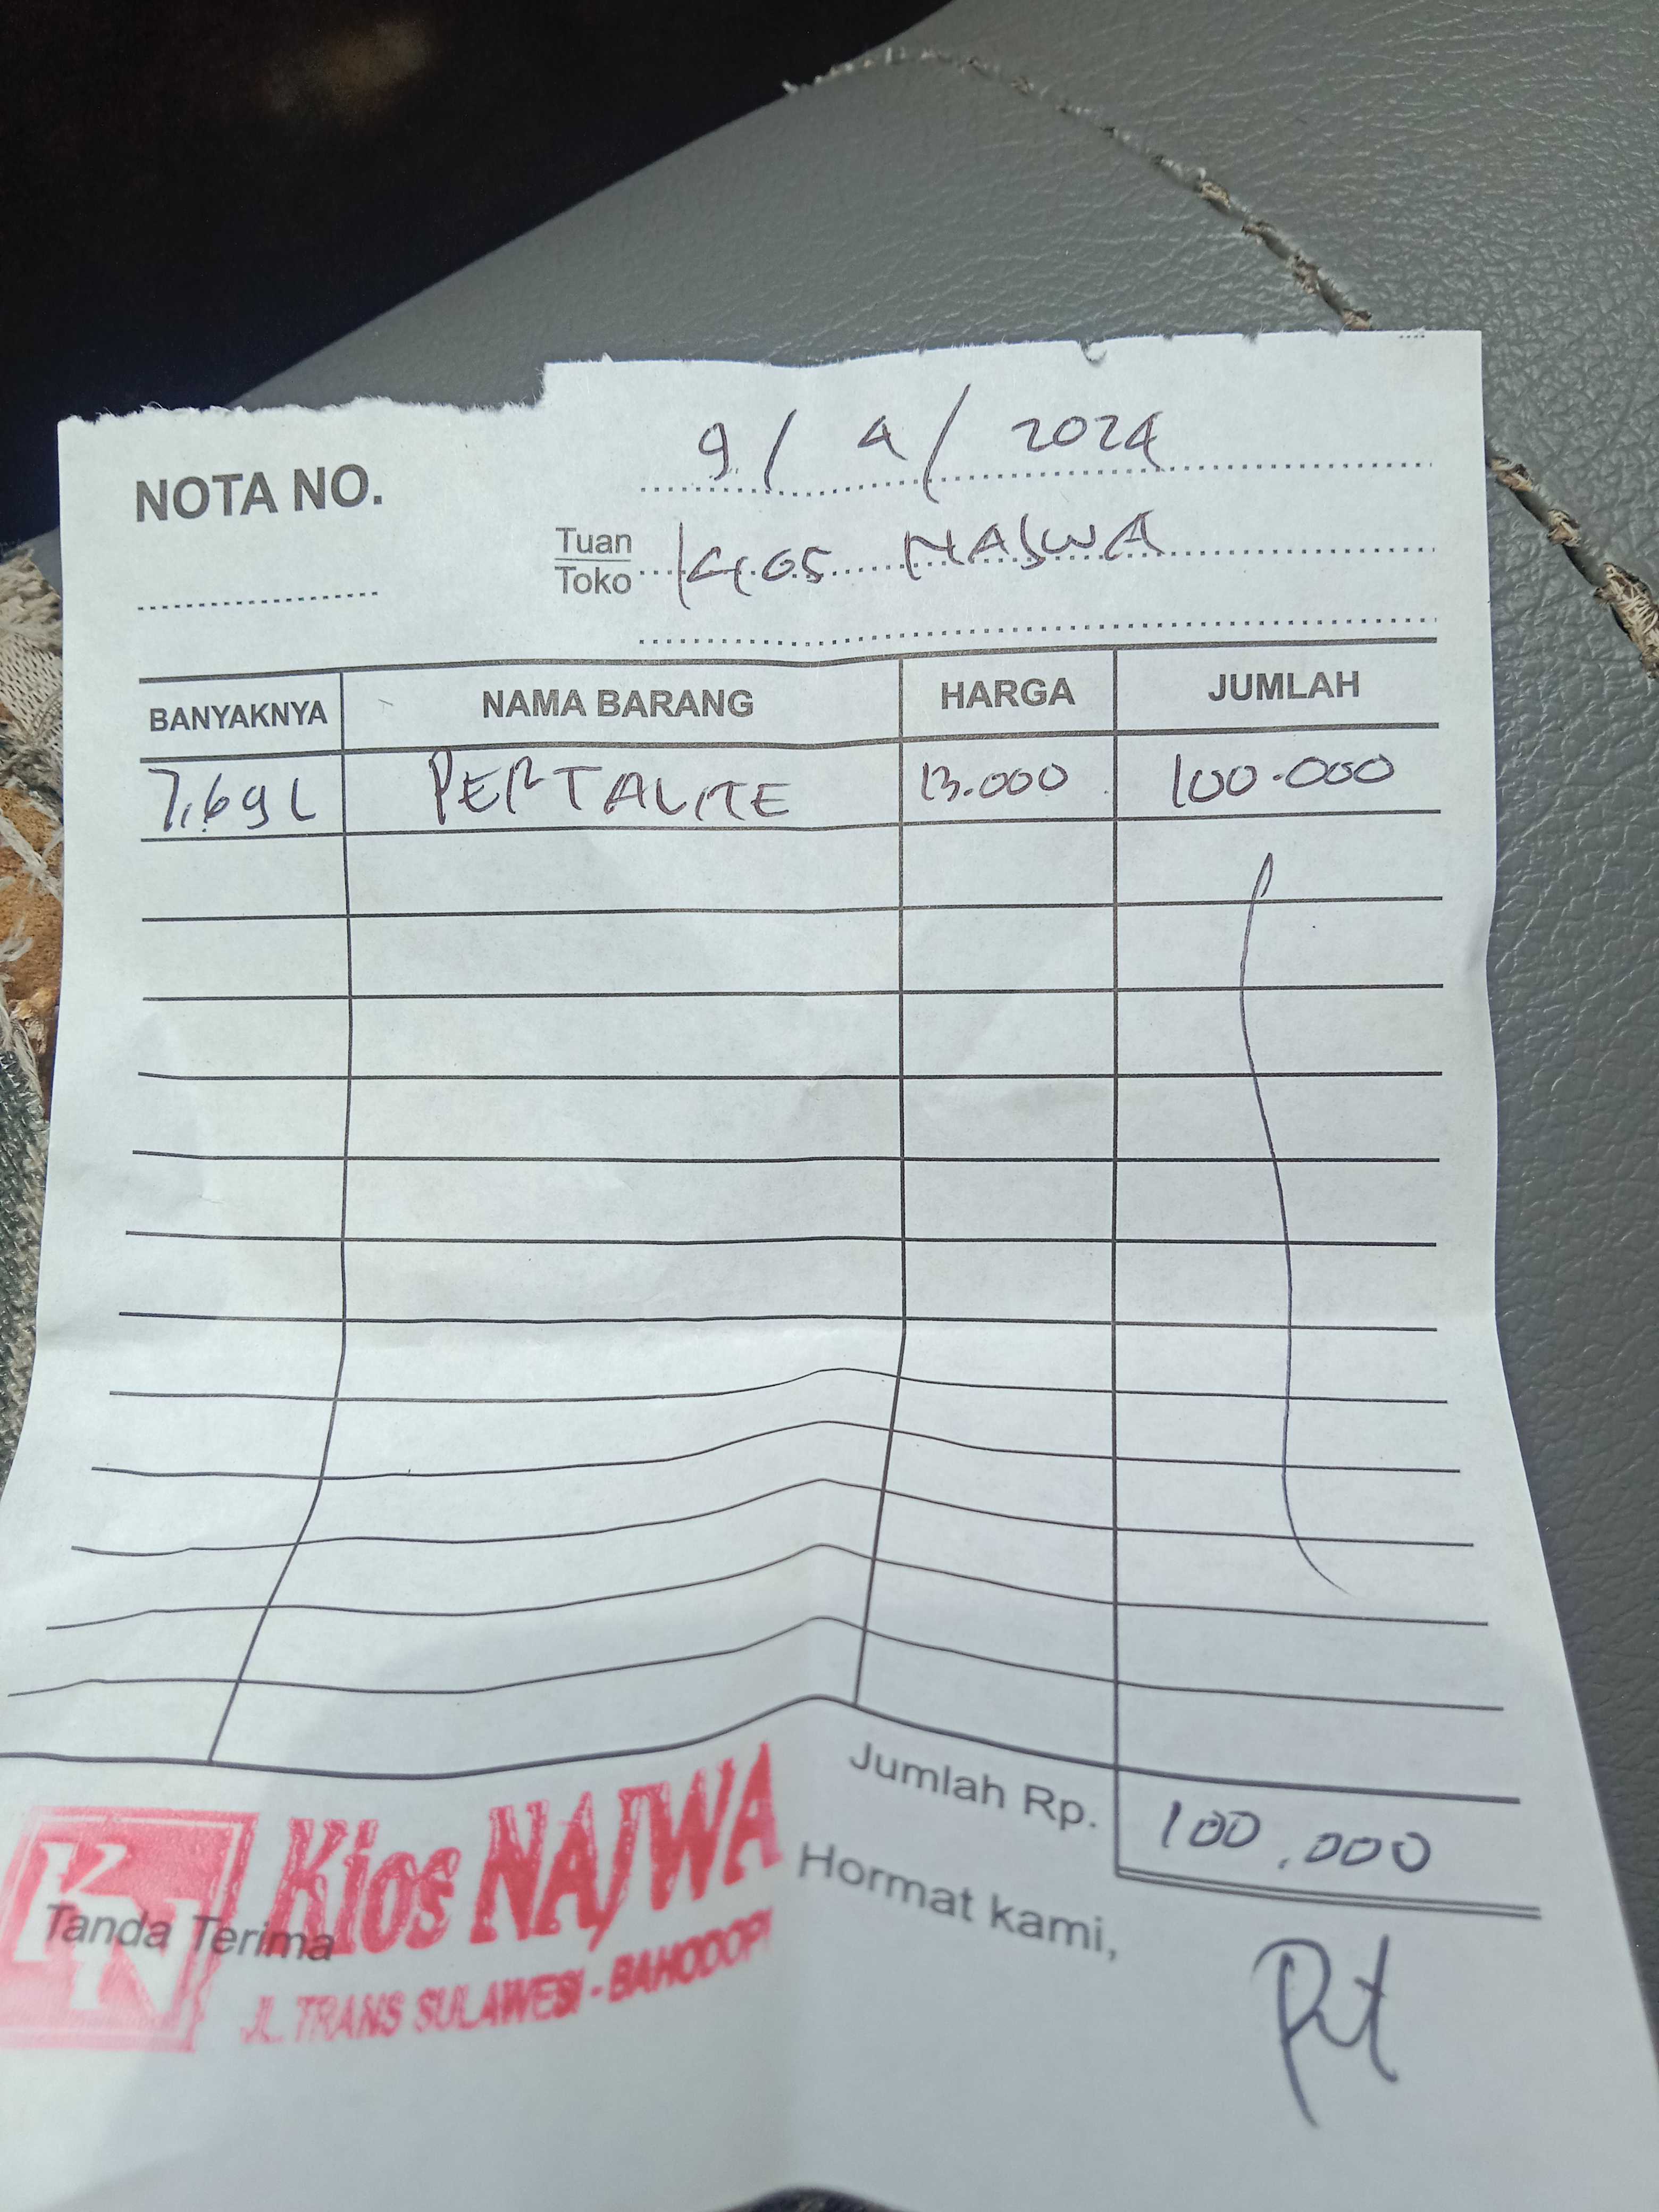 9/4/2024
NOTA NO.
Tuan
Toko
KIOS NAJWA
BANYAKNYA NAMA BARANG HARGA JUMLAH
7,69 L PERTALITE 13.000 100.000
Jumlah Rp. 100.000
Tanda Terima
Hormat kami,
KN
Kios NAJWA
JL. TRANS SULAWESI - BAHODOPI